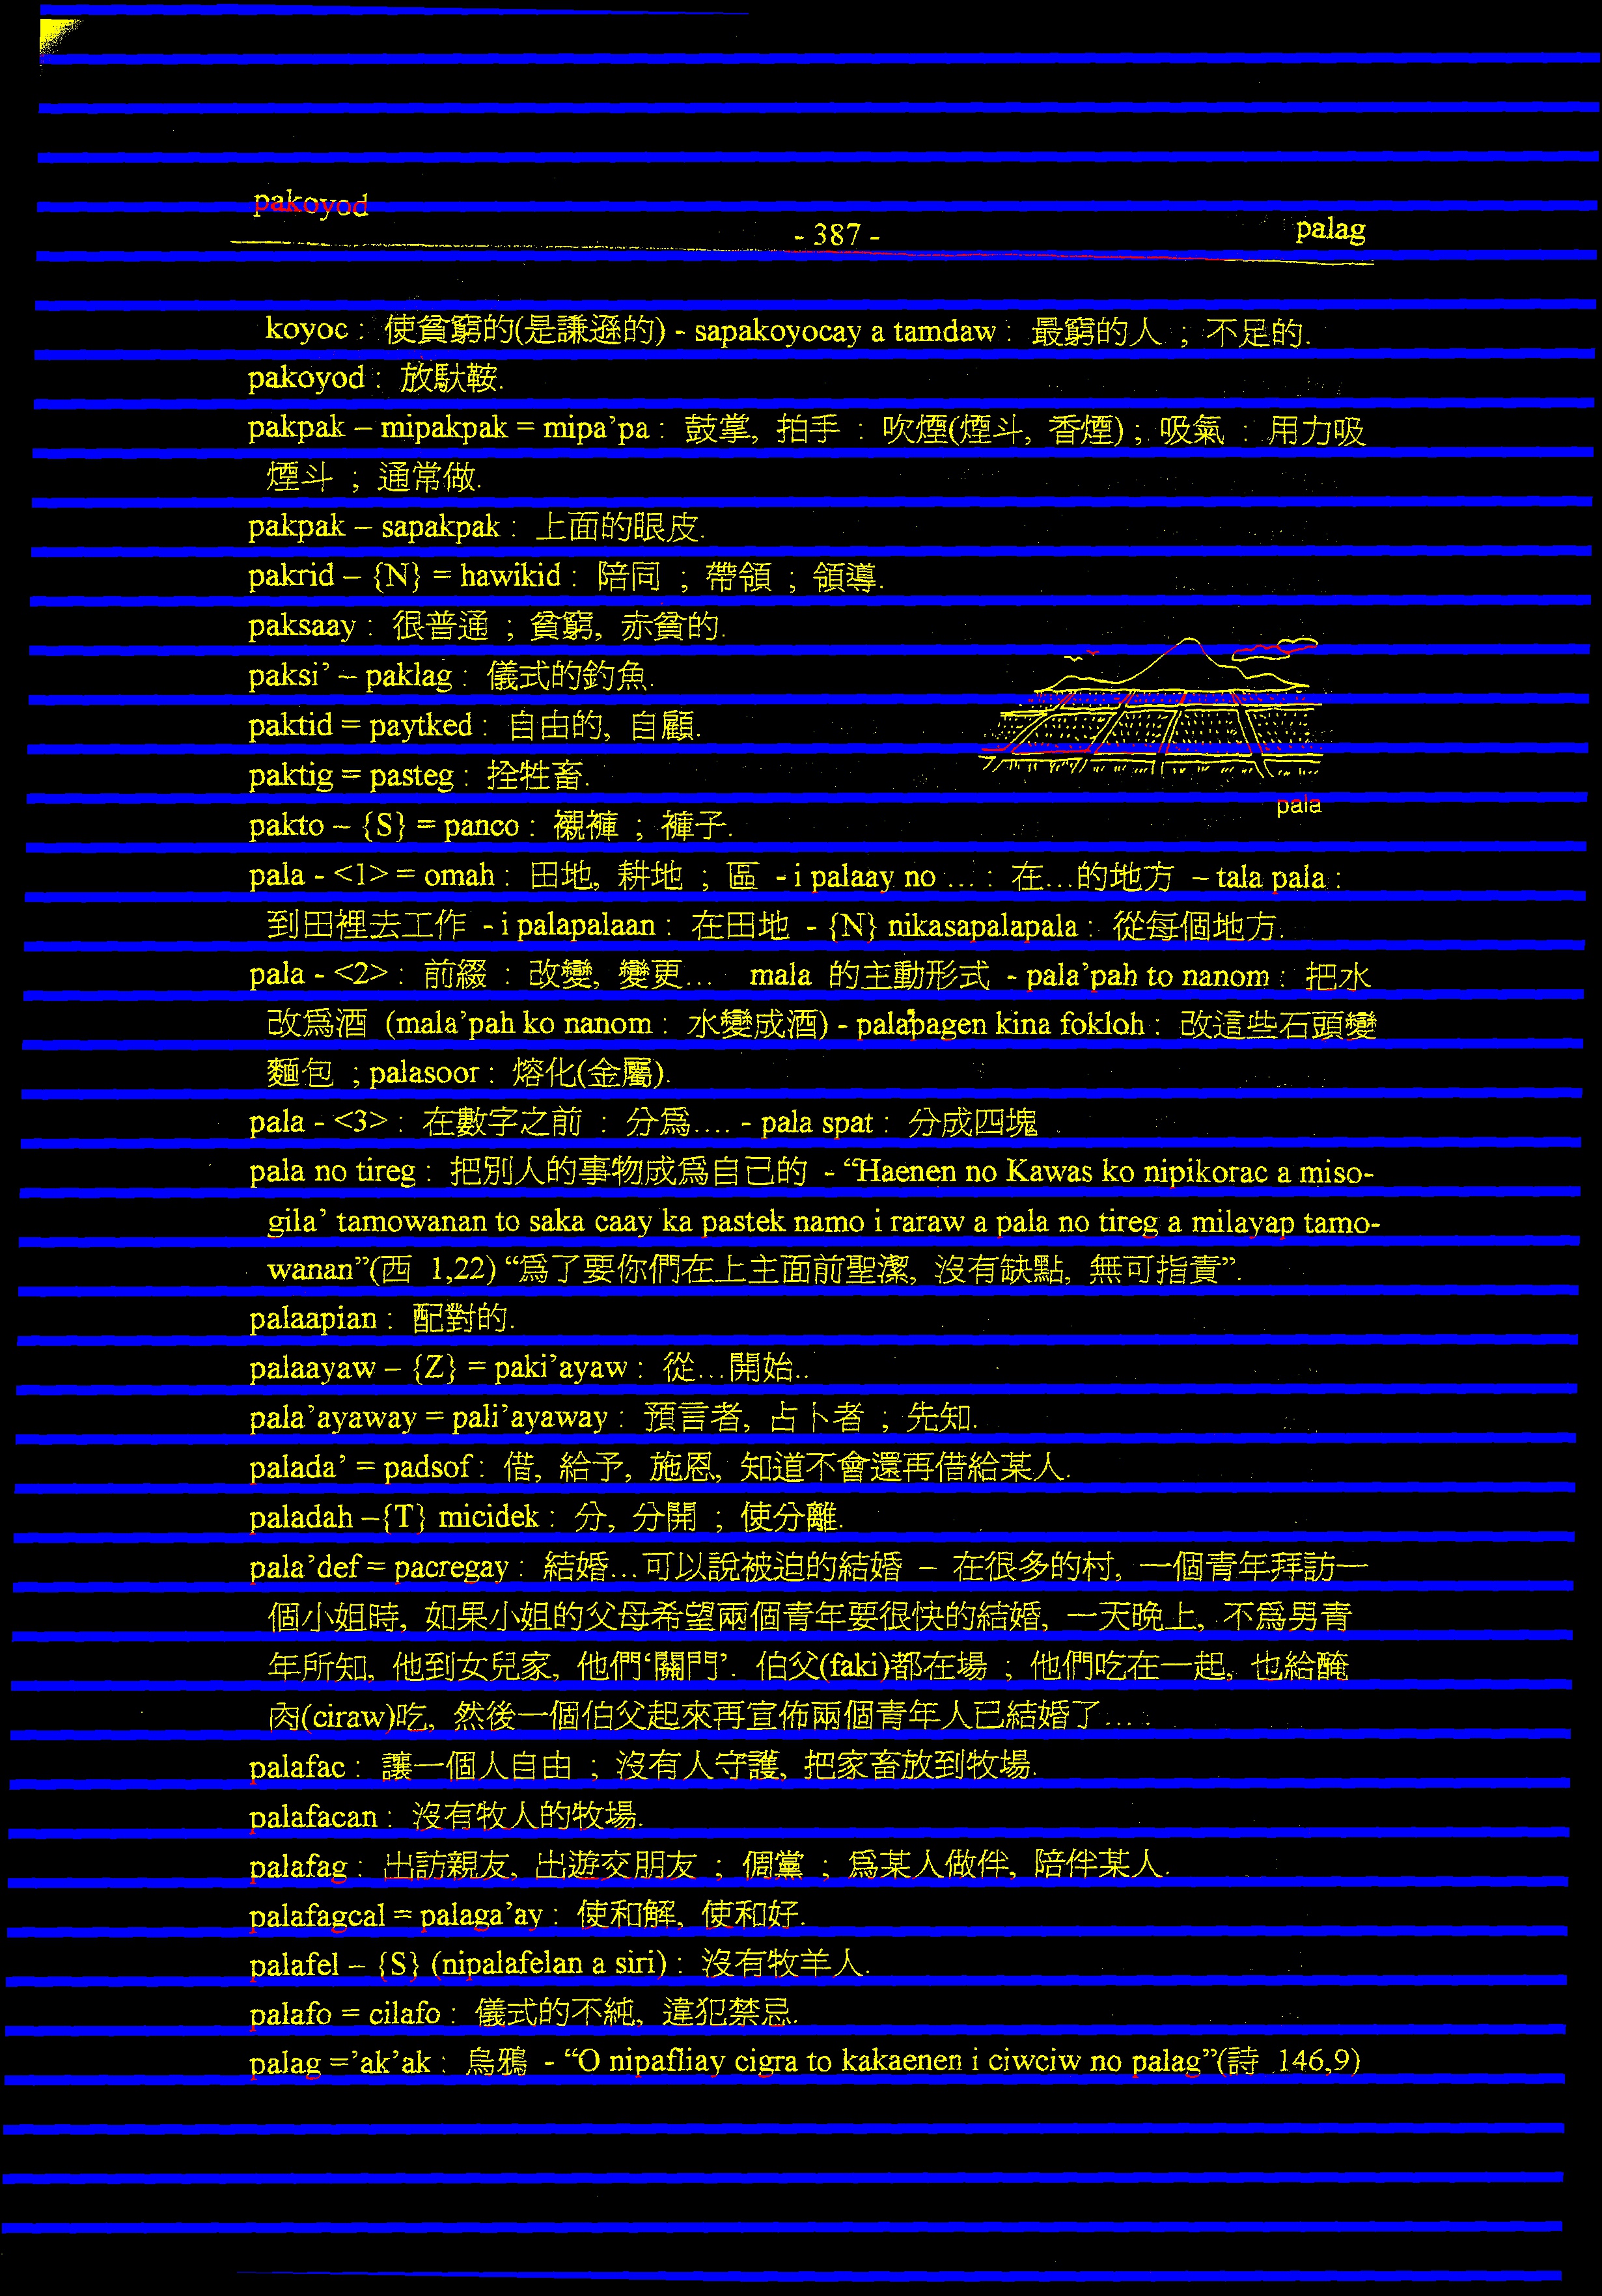 pakoyod
- 387 -
palag
koyoc : 使貧窮的(是謙遜的) - sapakoyocay a tamdaw : 最窮的人 ; 不足的.
pakoyod : 放馱鞍.
pakpak – mipakpak = mipa’pa : 鼓掌, 拍手 : 吹煙(煙斗, 香煙) ; 吸氣 : 用力吸
煙斗 ; 通常做.
pakpak – sapakpak : 上面的眼皮.
pakrid – {N} = hawikid : 陪同 ; 帶領 ; 領導.
paksaay : 很普通 ; 貧窮, 赤貧的.
paksi’ – paklag : 儀式的釣魚.
paktid = paytked : 自由的, 自顧.
paktig = pasteg : 拴牲畜.
pala
pakto – {S} = panco : 襯褲 ; 褲子.
pala - <1> = omah : 田地, 耕地 ; 區 - i palaay no ... : 在...的地方 – tala pala :
到田裡去工作 - i palapalaan : 在田地 - {N} nikasapalapala : 從每個地方.
pala - <2> : 前綴 : 改變, 變更... mala 的主動形式 - pala’pah to nanom : 把水
改爲酒 (mala’pah ko nanom : 水變成酒) - pala’pagen kina fokloh : 改這些石頭變
麵包 ; palasoor : 熔化(金屬).
pala - <3> : 在數字之前 : 分爲.... - pala spat : 分成四塊 .
pala no tireg : 把別人的事物成爲自己的 - “Haenen no Kawas ko nipikorac a miso-
gila’ tamowanan to saka caay ka pastek namo i raraw a pala no tireg a milayap tamo-
wanan”(西 1,22) “爲了要你們在上主面前聖潔, 沒有缺點, 無可指責”.
palaapian : 配對的.
palaayaw – {Z} = paki’ayaw : 從...開始..
pala’ayaway = pali’ayaway : 預言者, 占卜者 ; 先知.
palada’ = padsof : 借, 給予, 施恩, 知道不會還再借給某人.
paladah –{T} micidek : 分, 分開 ; 使分離.
pala’def = pacregay : 結婚...可以說被迫的結婚 – 在很多的村, 一個青年拜訪一
個小姐時, 如果小姐的父母希望兩個青年要很快的結婚, 一天晚上, 不爲男青
年所知, 他到女兒家, 他們‘關門’. 伯父(faki)都在場 ; 他們吃在一起, 也給醃
肉(ciraw)吃, 然後一個伯父起來再宣佈兩個青年人已結婚了....
palafac : 讓一個人自由 ; 沒有人守護, 把家畜放到牧場.
palafacan : 沒有牧人的牧場.
palafag : 出訪親友, 出遊交朋友 ; 倜黨 ; 爲某人做伴, 陪伴某人.
palafagcal = palaga’ay : 使和解, 使和好.
palafel – {S} (nipalafelan a siri) : 沒有牧羊人.
palafo = cilafo : 儀式的不純, 違犯禁忌.
palag =’ak’ak : 烏鴉 - “O nipafliay cigra to kakaenen i ciwciw no palag”(詩 146,9)